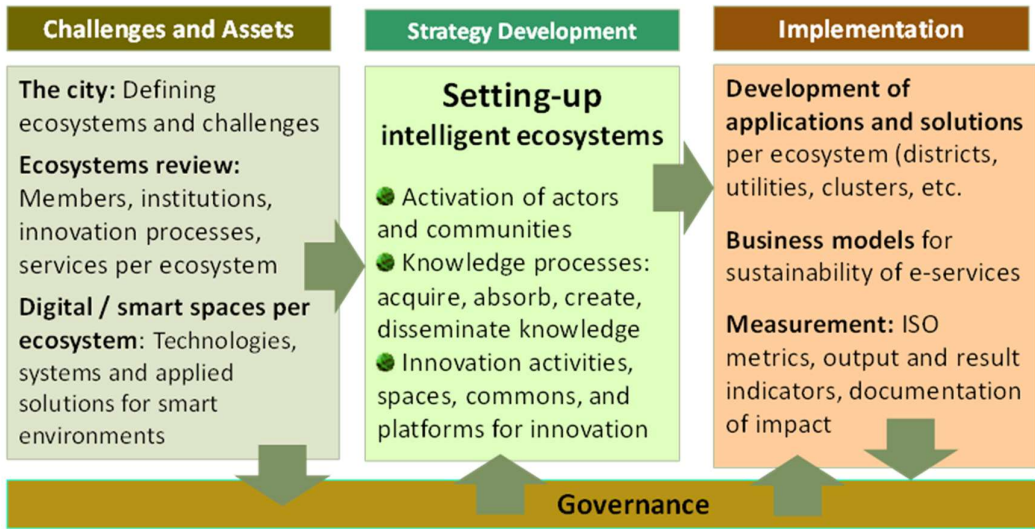 Challenges and Assets
The city: Defining
ecosystems and challenges
Ecosystems review:
Members, institutions,
innovation processes,
services per ecosystem
Digital / smart spaces per
ecosystem: Technologies,
systems and applied
solutions for smart
environments
Strategy Development
Setting-up
intelligent ecosystems
Activation of actors
and communities
Knowledge processes:
acquire, absorb, create,
disseminate knowledge
Innovation activities,
spaces, commons, and
platforms for innovation
Implementation
Development of
applications and solutions
per ecosystem (districts,
utilities, clusters, etc.
Business models for
sustainability of e-services
Measurement: ISO
metrics, output and result
indicators, documentation
of impact
Governance